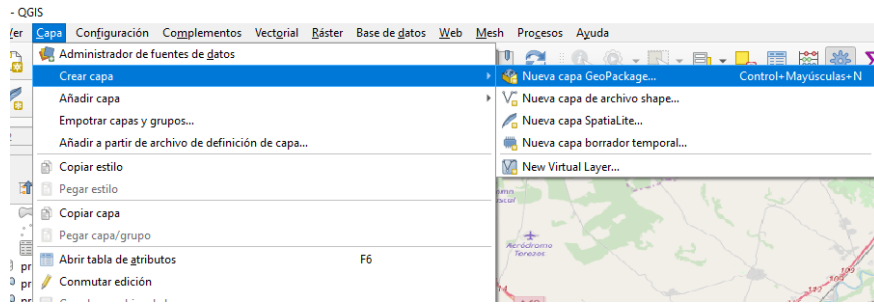 - QGIS
Ver Capa Configuración Complementos Vectorial Ráster Base de datos Web Mesh Procesos Ayuda
Administrador de fuentes de datos
Crear capa
Añadir capa
Empotrar capas y grupos...
Añadir a partir de archivo de definición de capa...
Copiar estilo
Pegar estilo
Copiar capa
Pegar capa/grupo
Abrir tabla de atributos F6
Conmutar edición
Nueva capa GeoPackage... Control+Mayúsculas+N
Nueva capa de archivo shape...
Nueva capa SpatiaLite...
Nueva capa borrador temporal...
New Virtual Layer...
Aeródromo
Torozos
pr
pr